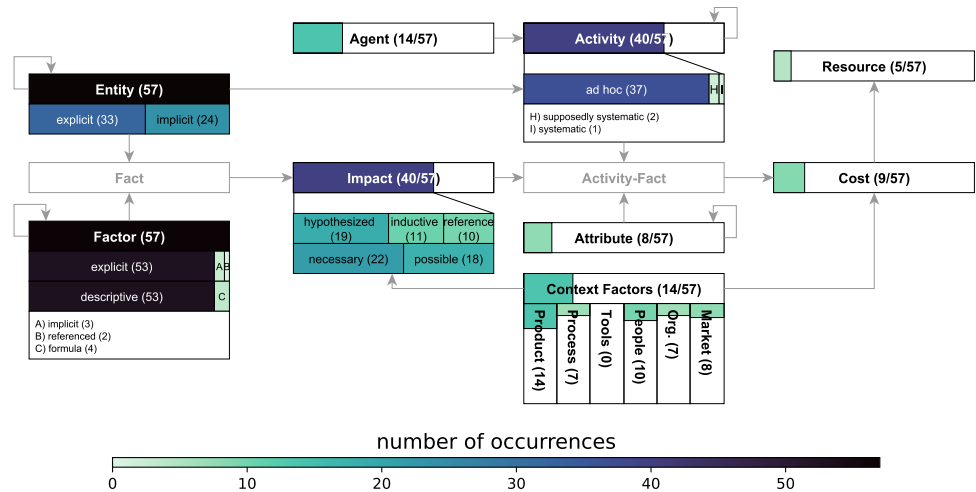 Agent (14/57)
Activity (40/57)
Resource (5/57)
Entity (57)
explicit (33)
implicit (24)
ad hoc (37)
H
I
H) supposedly systematic (2)
I) systematic (1)
Fact
Impact (40/57)
Activity-Fact
Cost (9/57)
Factor (57)
explicit (53)
A
B
descriptive (53)
C
A) implicit (3)
B) referenced (2)
C) formula (4)
hypothesized
(19)
inductive
(11)
reference
(10)
necessary (22)
possible (18)
Attribute (8/57)
Context Factors (14/57)
Product (14)
Process (7)
Tools (0)
People (10)
Org. (7)
Market (8)
number of occurrences
0
10
20
30
40
50